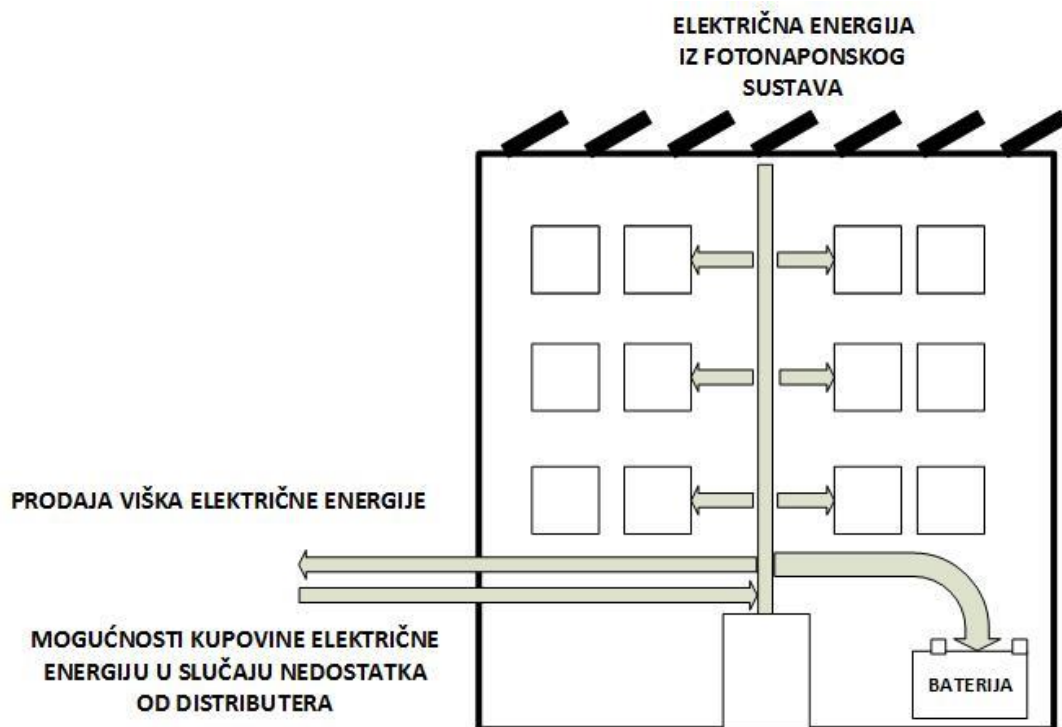 ELEKTRIČNA ENERGIJA
IZ FOTONAPONSKOG
SUSTAVA
PRODAJA VIŠKA ELEKTRIČNE ENERGIJE
MOGUĆNOSTI KUPOVINE ELEKTRIČNE
ENERGIJU U SLUČAJU NEDOSTATKA
OD DISTRIBUTERA
BATERIJA